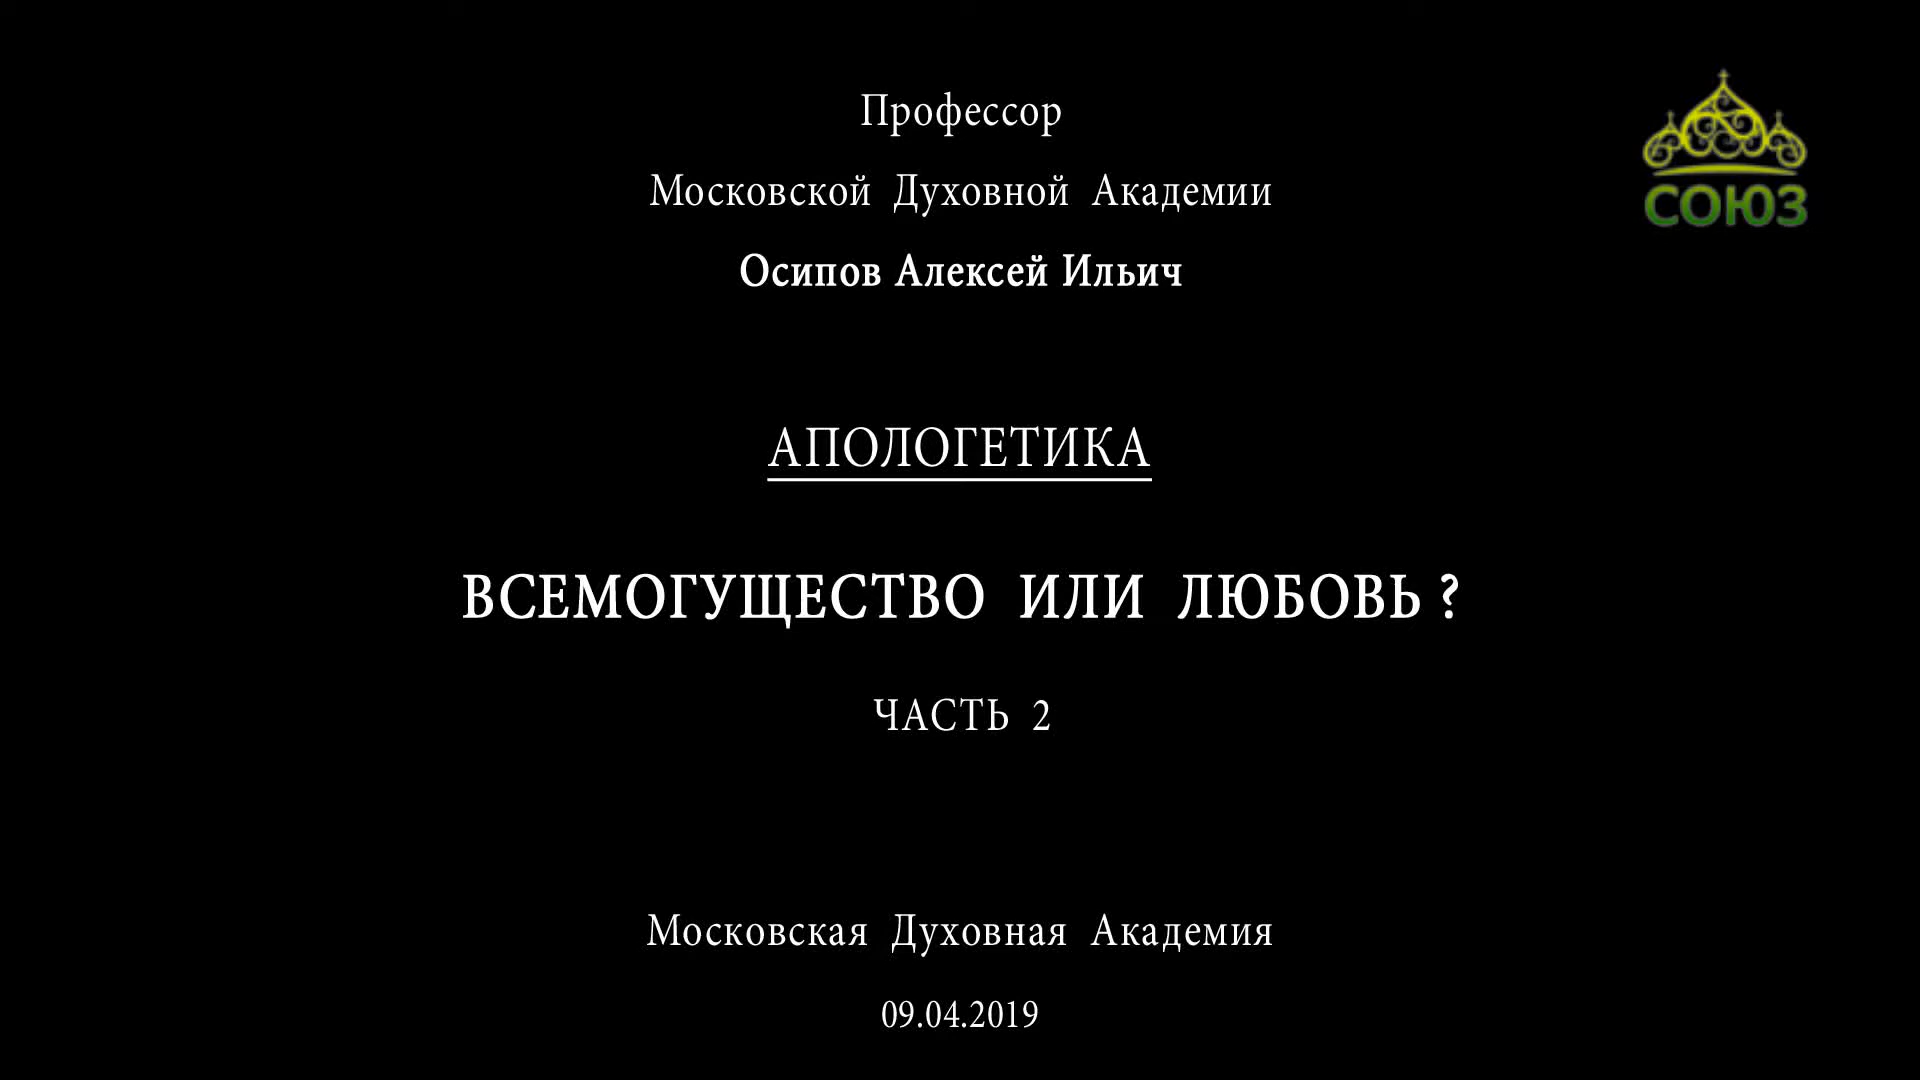 Профессор
Московской Духовной Академии
Осипов Алексей Ильич
СОЮЗ
АПОЛОГЕТИКА
ВСЕМОГУЩЕСТВО ИЛИ ЛЮБОВЬ ?
ЧАСТЬ 2
Московская Духовная Академия
09.04.2019